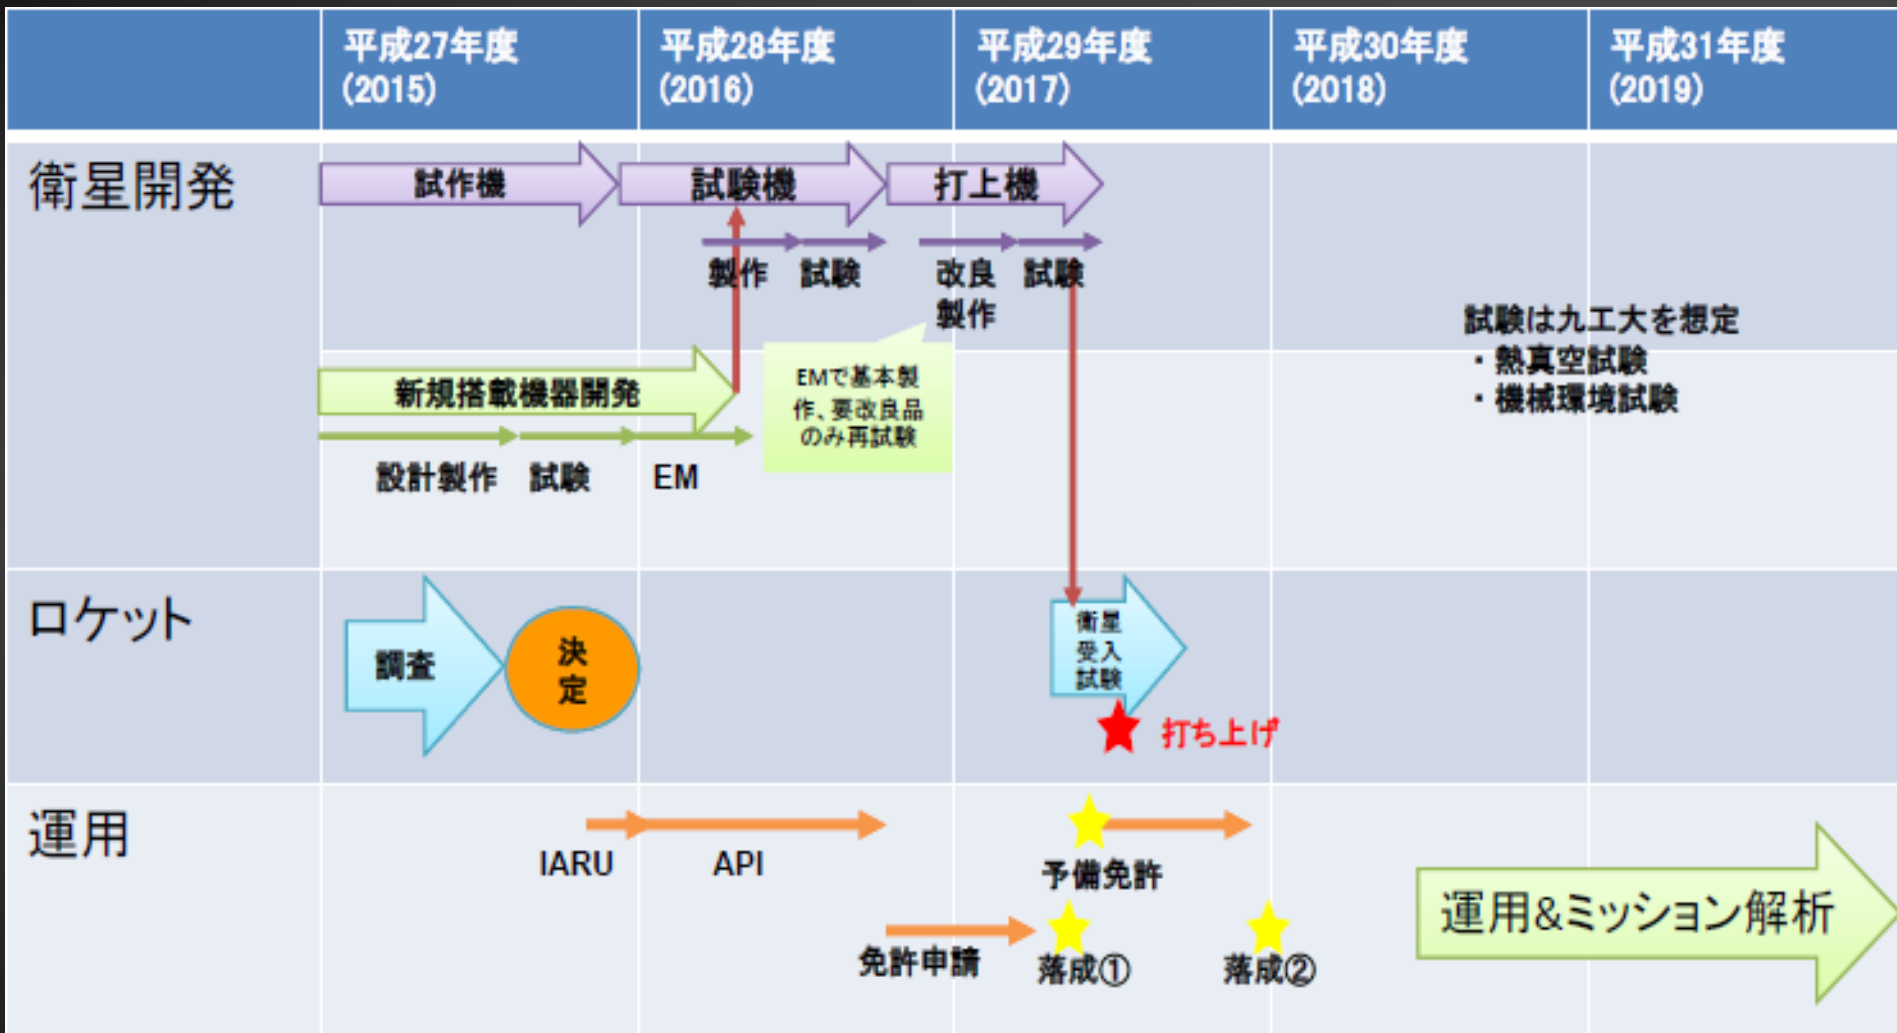 平成27年度
(2015)
平成28年度
(2016)
平成29年度
(2017)
平成30年度
(2018)
平成31年度
(2019)
衛星開発
試作機
試験機
打上機
製作
試験
改良
製作
試験
新規搭載機器開発
設計製作
試験
EM
EMで基本製
作、要改良品
のみ再試験
試験は九工大を想定
・熱真空試験
・機械環境試験
ロケット
調査
決
定
衛星
受入
試験
打ち上げ
運用
IARU
API
予備免許
免許申請
落成①
落成②
運用&ミッション解析